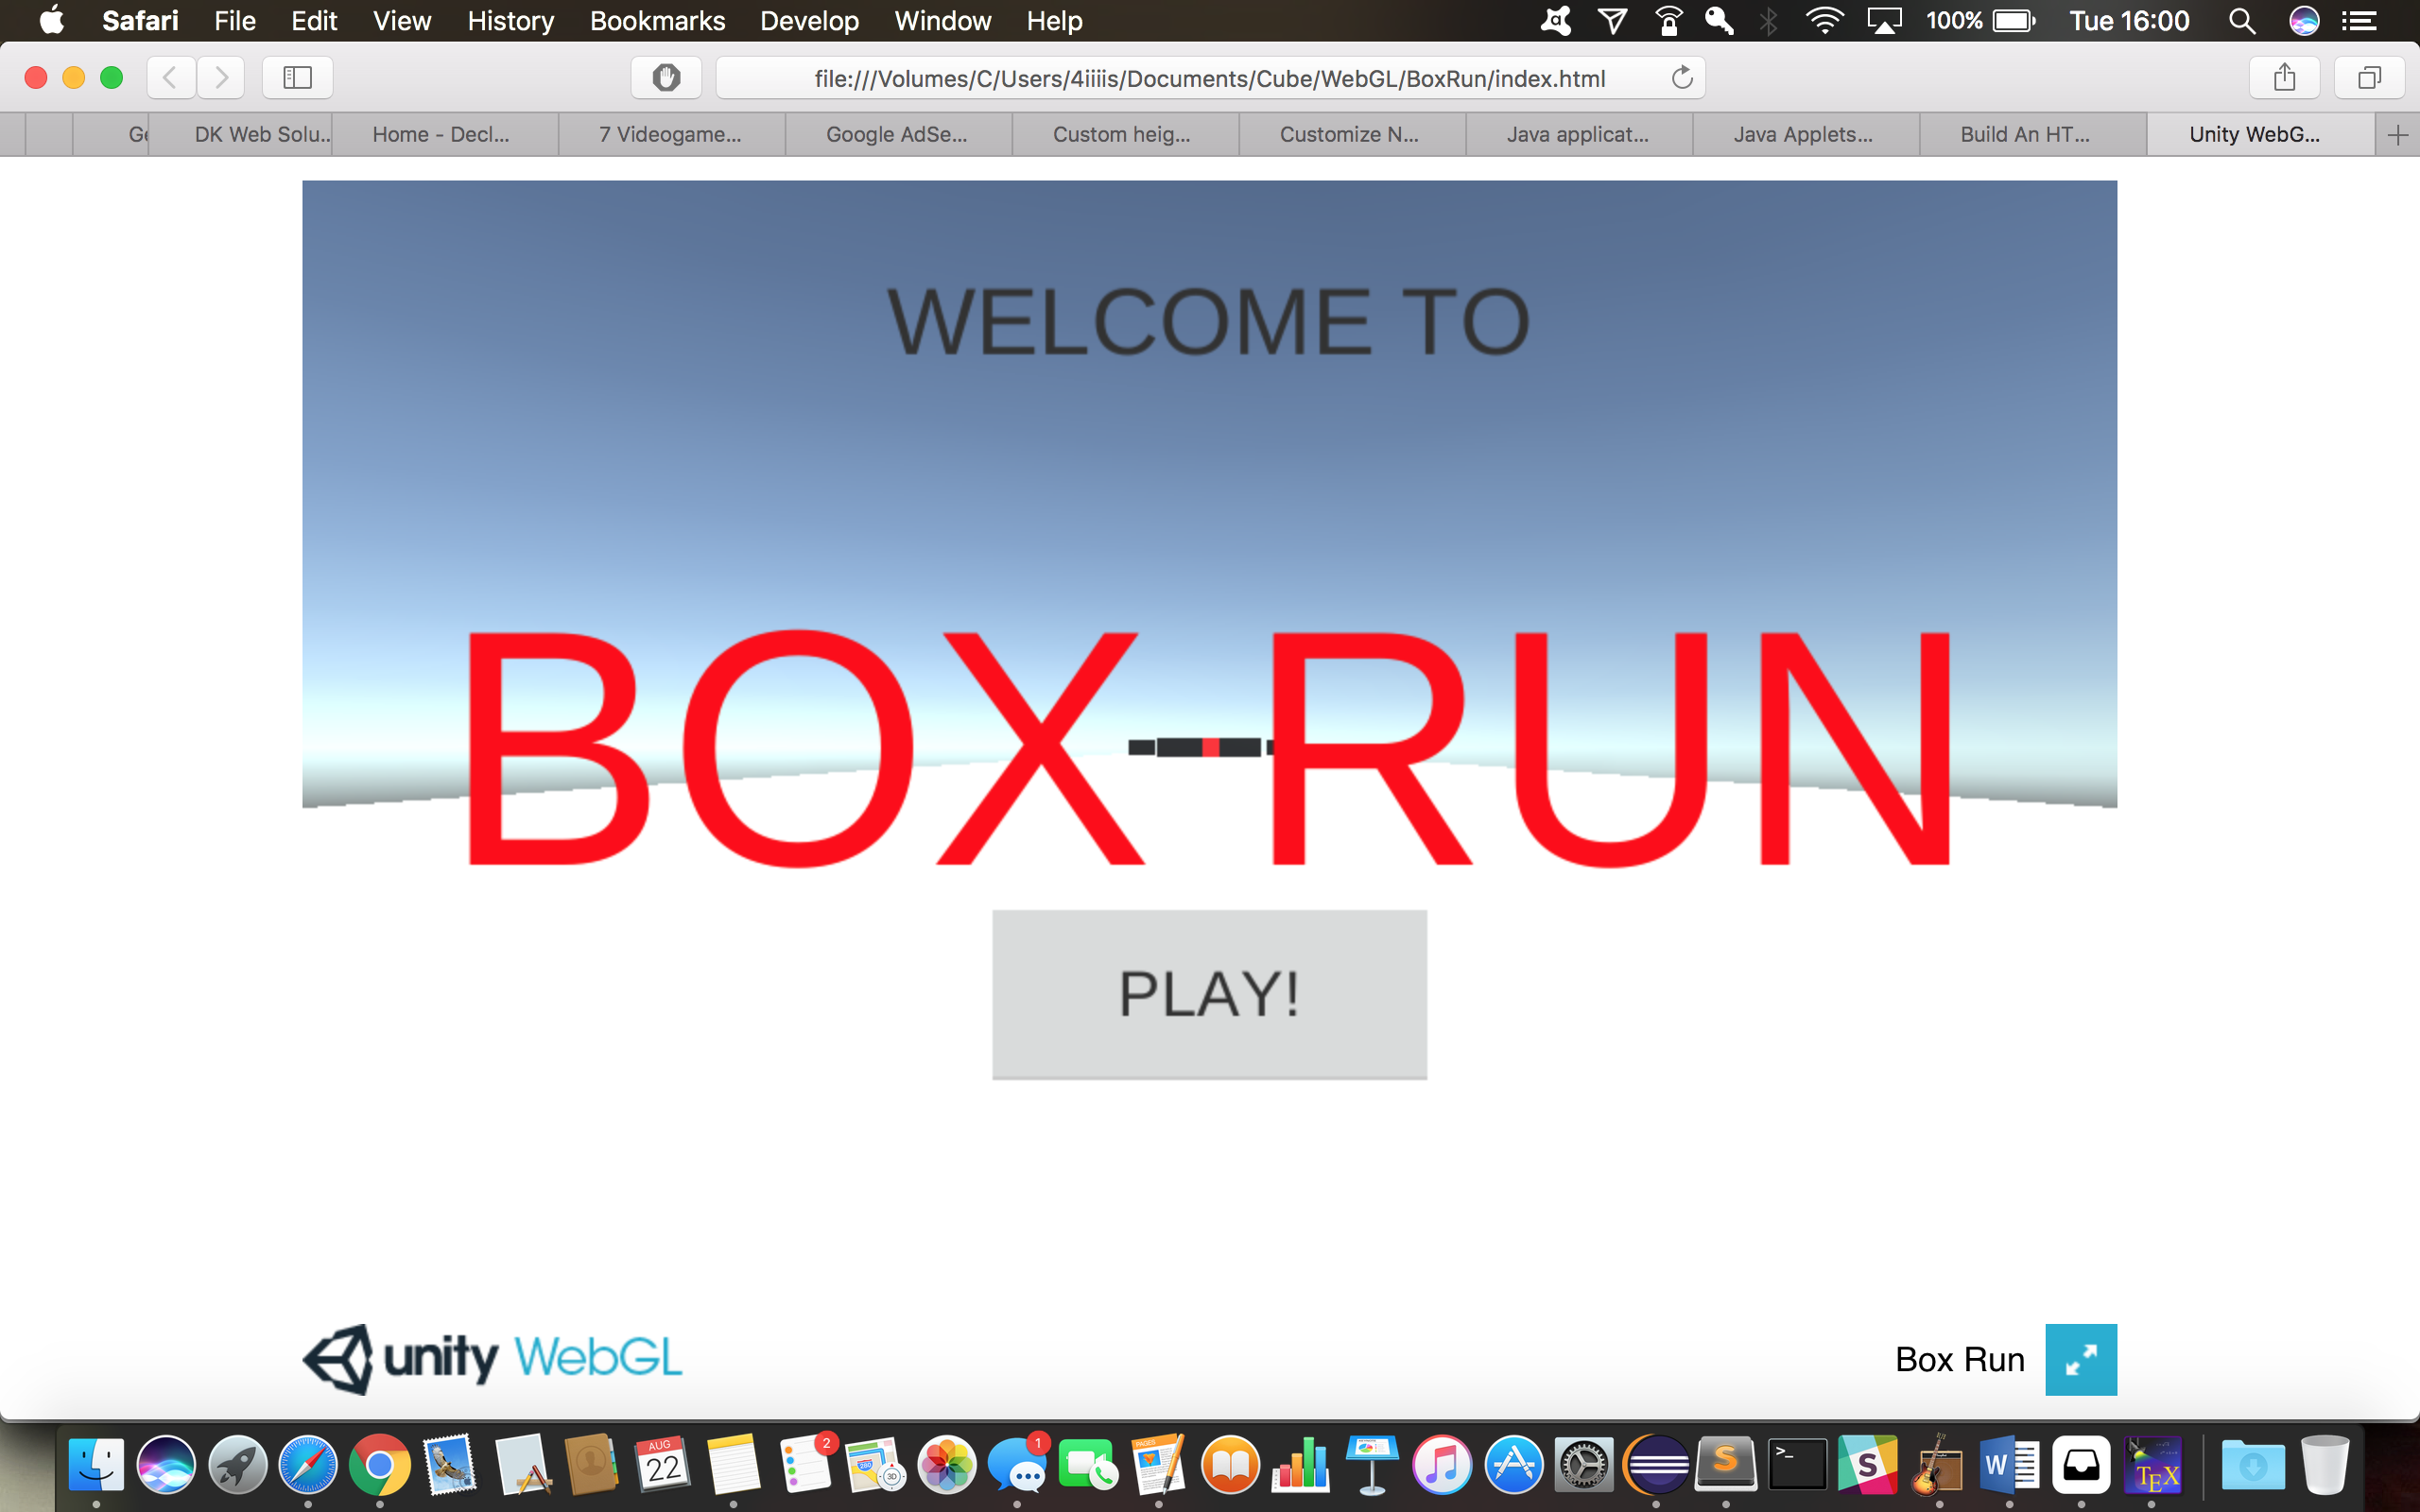 Safari File Edit View History Bookmarks Develop Window Help 100% Tue 16:00
file:///Volumes/C/Users/4iiiis/Documents/Cube/WebGL/BoxRun/index.html
DK Web Solu... Home - Decl... 7 Videogame... Google AdSe... Custom heig... Customize N... Java applicat... Java Applets... Build An HT... Unity WebG...
WELCOME TO
BOX RUN
PLAY!
unity WebGL Box Run
AUG 22 2 3D 1 PAGES S >_ S W TEX